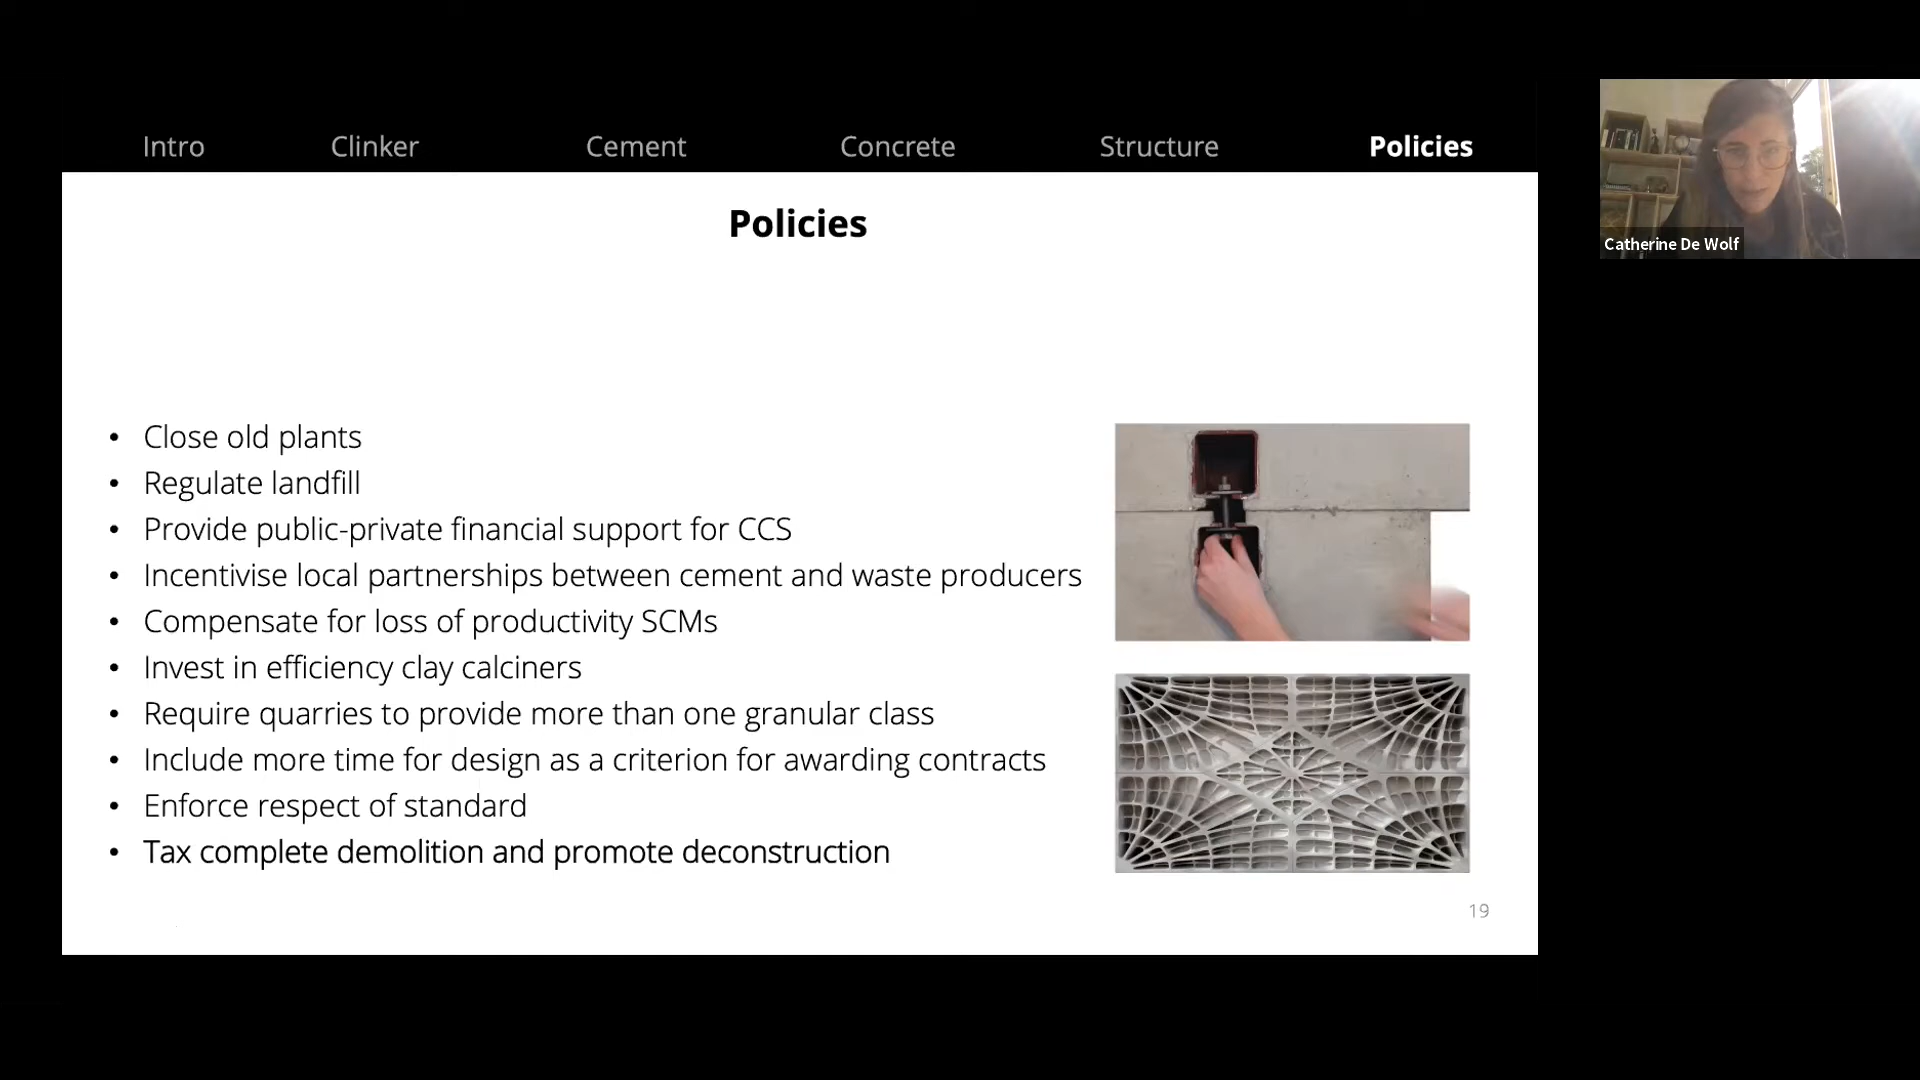 Intro Clinker Cement Concrete Structure Policies
Catherine De Wolf
Policies
• Close old plants
• Regulate landfill
• Provide public-private financial support for CCS
• Incentivise local partnerships between cement and waste producers
• Compensate for loss of productivity SCMs
• Invest in efficiency clay calciners
• Require quarries to provide more than one granular class
• Include more time for design as a criterion for awarding contracts
• Enforce respect of standard
• Tax complete demolition and promote deconstruction
19